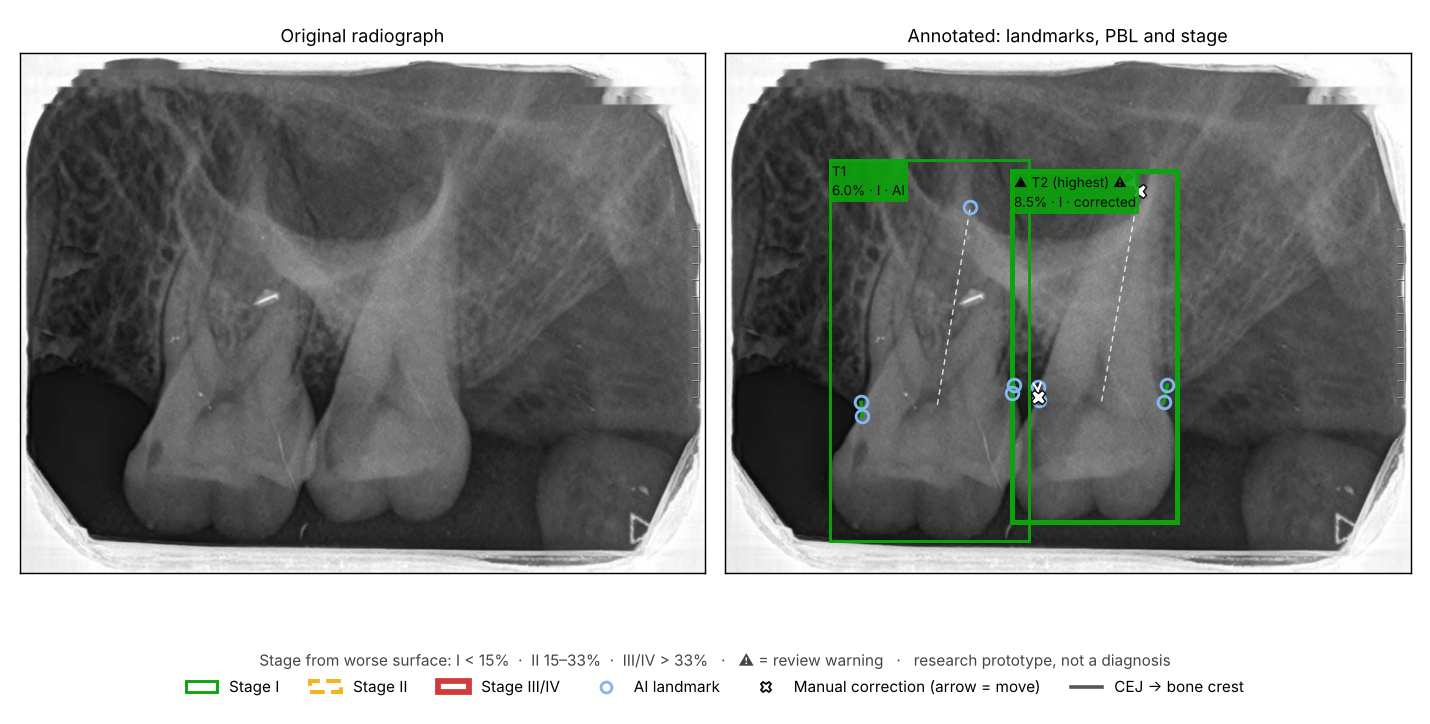 Original radiograph
Annotated: landmarks, PBL and stage
T1
6.0% · I · AI
▲ T2 (highest) ⚠
8.5% · I · corrected
Stage from worse surface: I < 15% · II 15–33% · III/IV > 33% · ⚠ = review warning · research prototype, not a diagnosis
Stage I
Stage II
Stage III/IV
AI landmark
Manual correction (arrow = move)
CEJ → bone crest